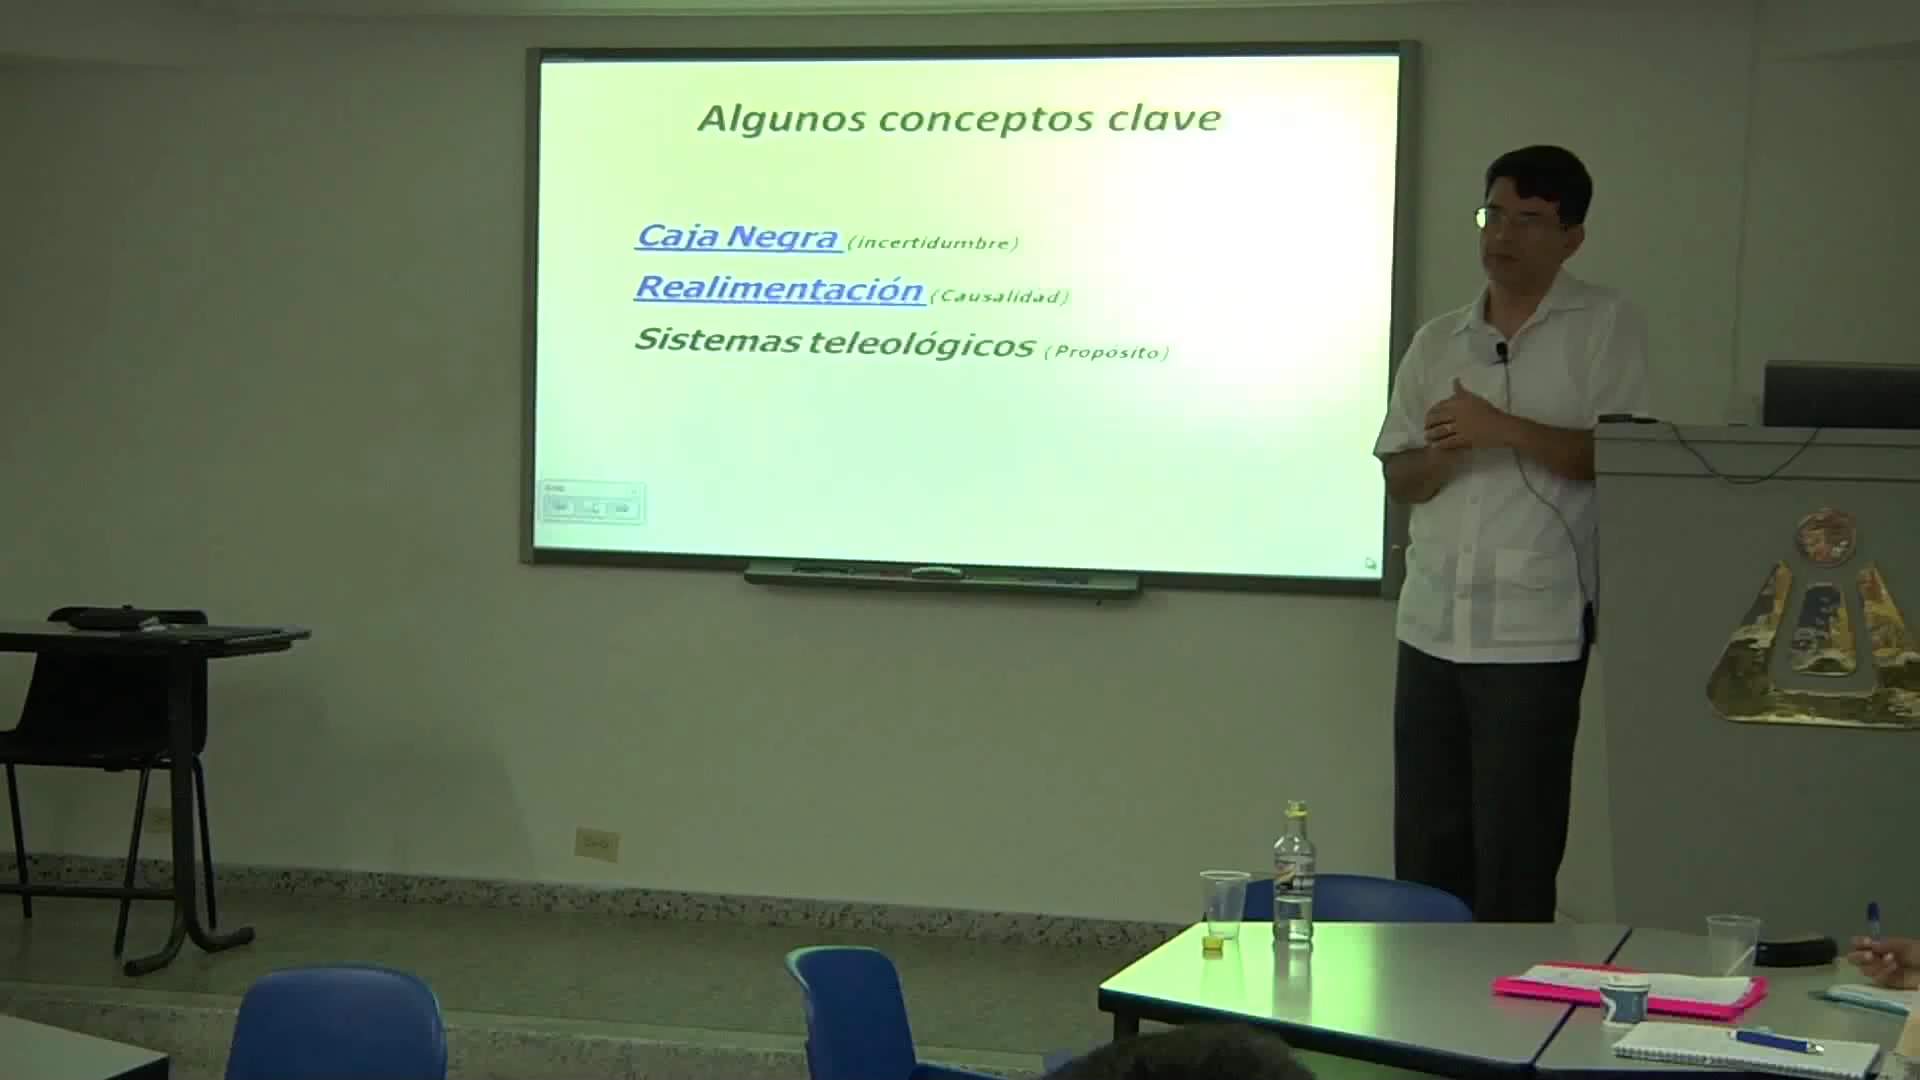 Algunos conceptos clave
Caja Negra (incertidumbre)
Realimentación (Causalidad)
Sistemas teleológicos (Propósito)